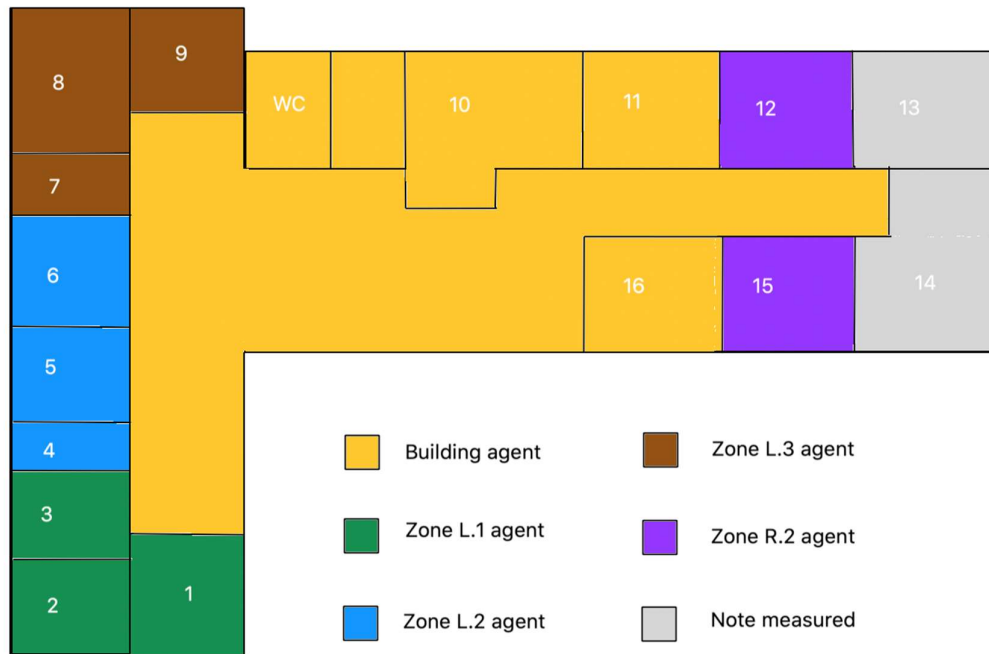 8
9
WC
10
11
12
13
7
6
16
15
14
5
4
3
2
1
Building agent
Zone L.3 agent
Zone L.1 agent
Zone R.2 agent
Zone L.2 agent
Note measured